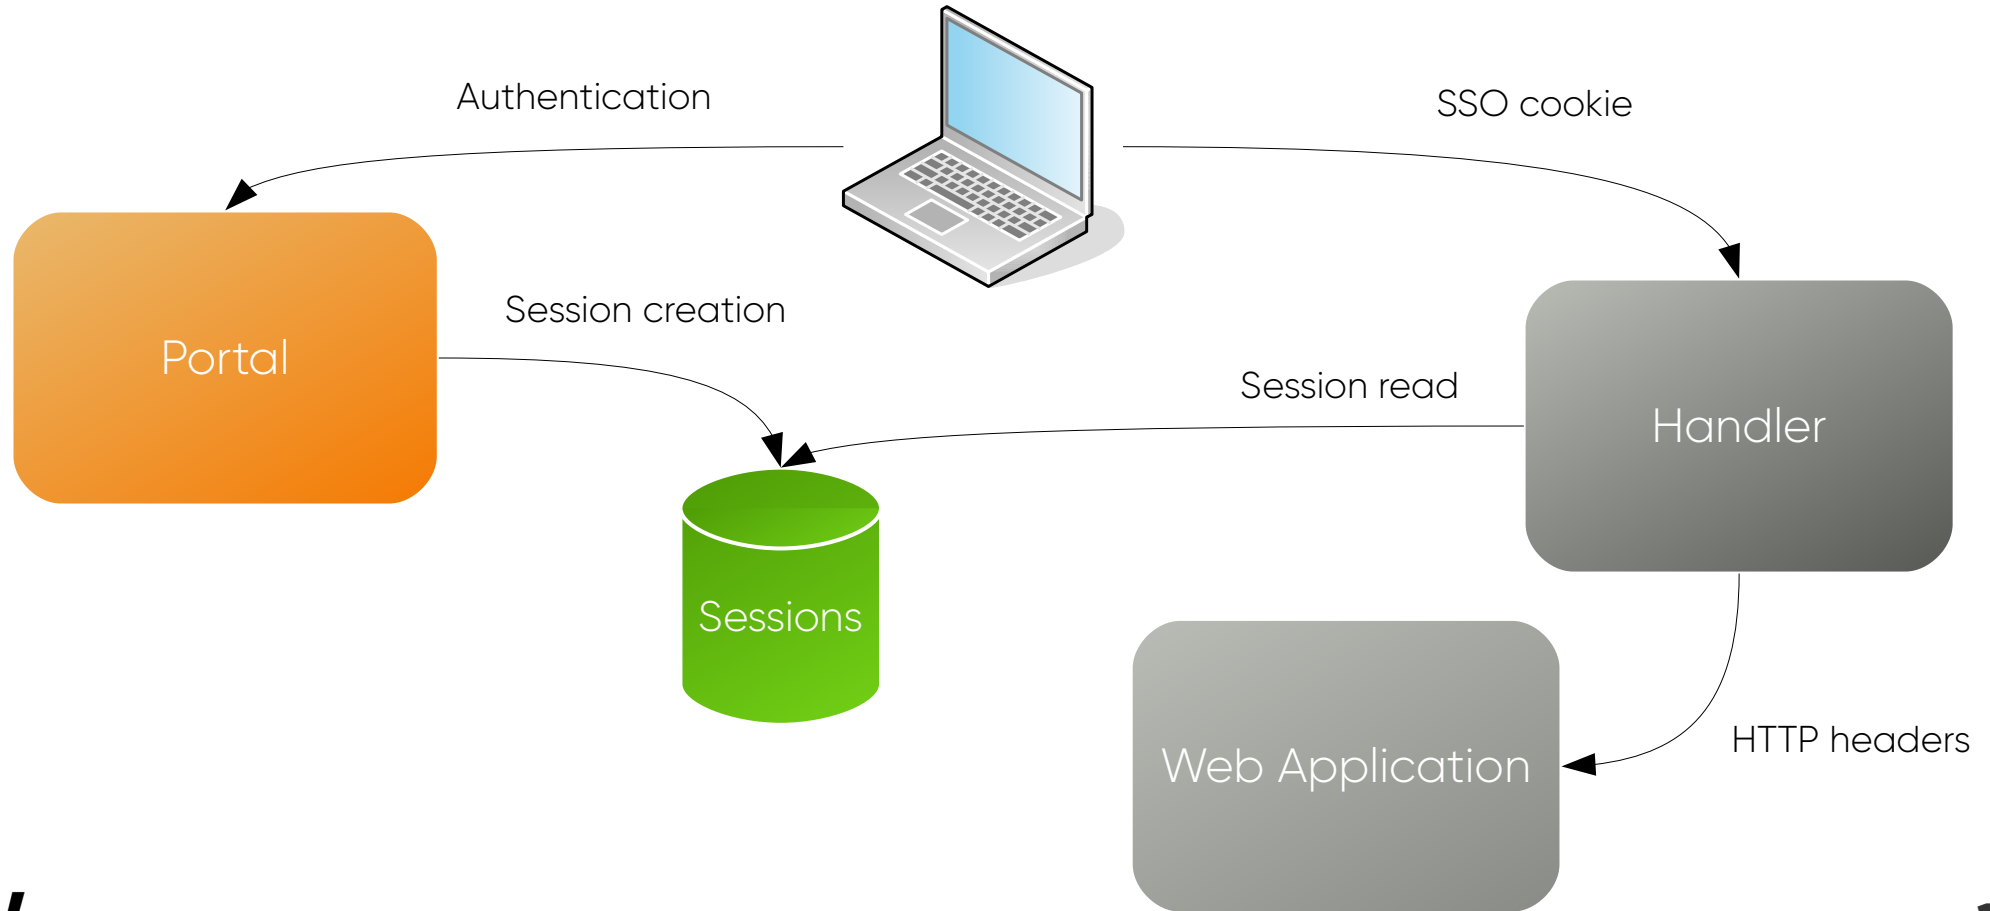 Authentication
SSO cookie
Session creation
Portal
Session read
Handler
Sessions
HTTP headers
Web Application